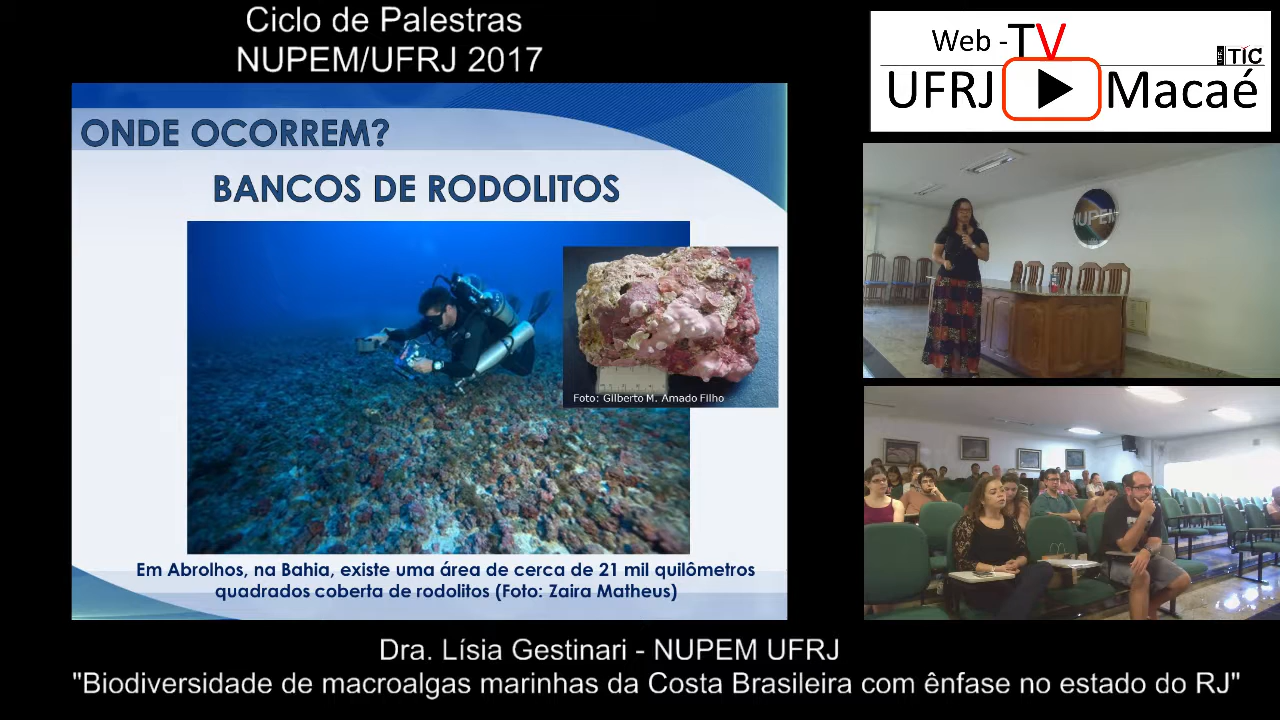 Ciclo de Palestras
NUPEM/UFRJ 2017
Web -TV
TIC
UFRJ Macaé
ONDE OCORREM?
BANCOS DE RODOLITOS
Foto: Gilberto M. Amado Filho
Em Abrolhos, na Bahia, existe uma área de cerca de 21 mil quilômetros
quadrados coberta de rodolitos (Foto: Zaira Matheus)
NUPEM
Dra. Lísia Gestinari - NUPEM UFRJ
"Biodiversidade de macroalgas marinhas da Costa Brasileira com ênfase no estado do RJ"